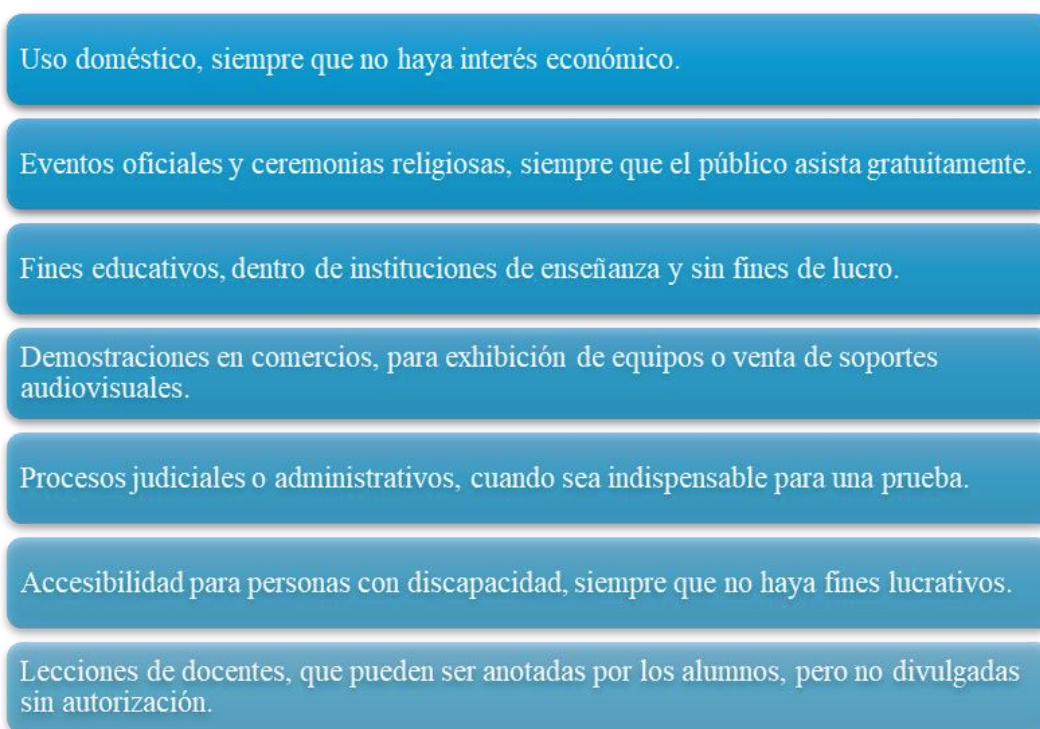 Uso doméstico, siempre que no haya interés económico.
Eventos oficiales y ceremonias religiosas, siempre que el público asista gratuitamente.
Fines educativos, dentro de instituciones de enseñanza y sin fines de lucro.
Demostraciones en comercios, para exhibición de equipos o venta de soportes
audiovisuales.
Procesos judiciales o administrativos, cuando sea indispensable para una prueba.
Accesibilidad para personas con discapacidad, siempre que no haya fines lucrativos.
Lecciones de docentes, que pueden ser anotadas por los alumnos, pero no divulgadas
sin autorización.